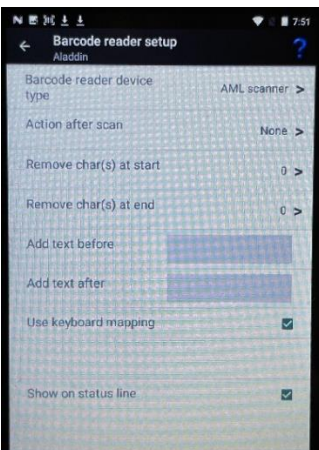 7:51
Barcode reader setup
Aladdin
?
Barcode reader device
type
AML scanner >
Action after scan
None >
Remove char(s) at start
0 >
Remove char(s) at end
0 >
Add text before
Add text after
Use keyboard mapping
Show on status line